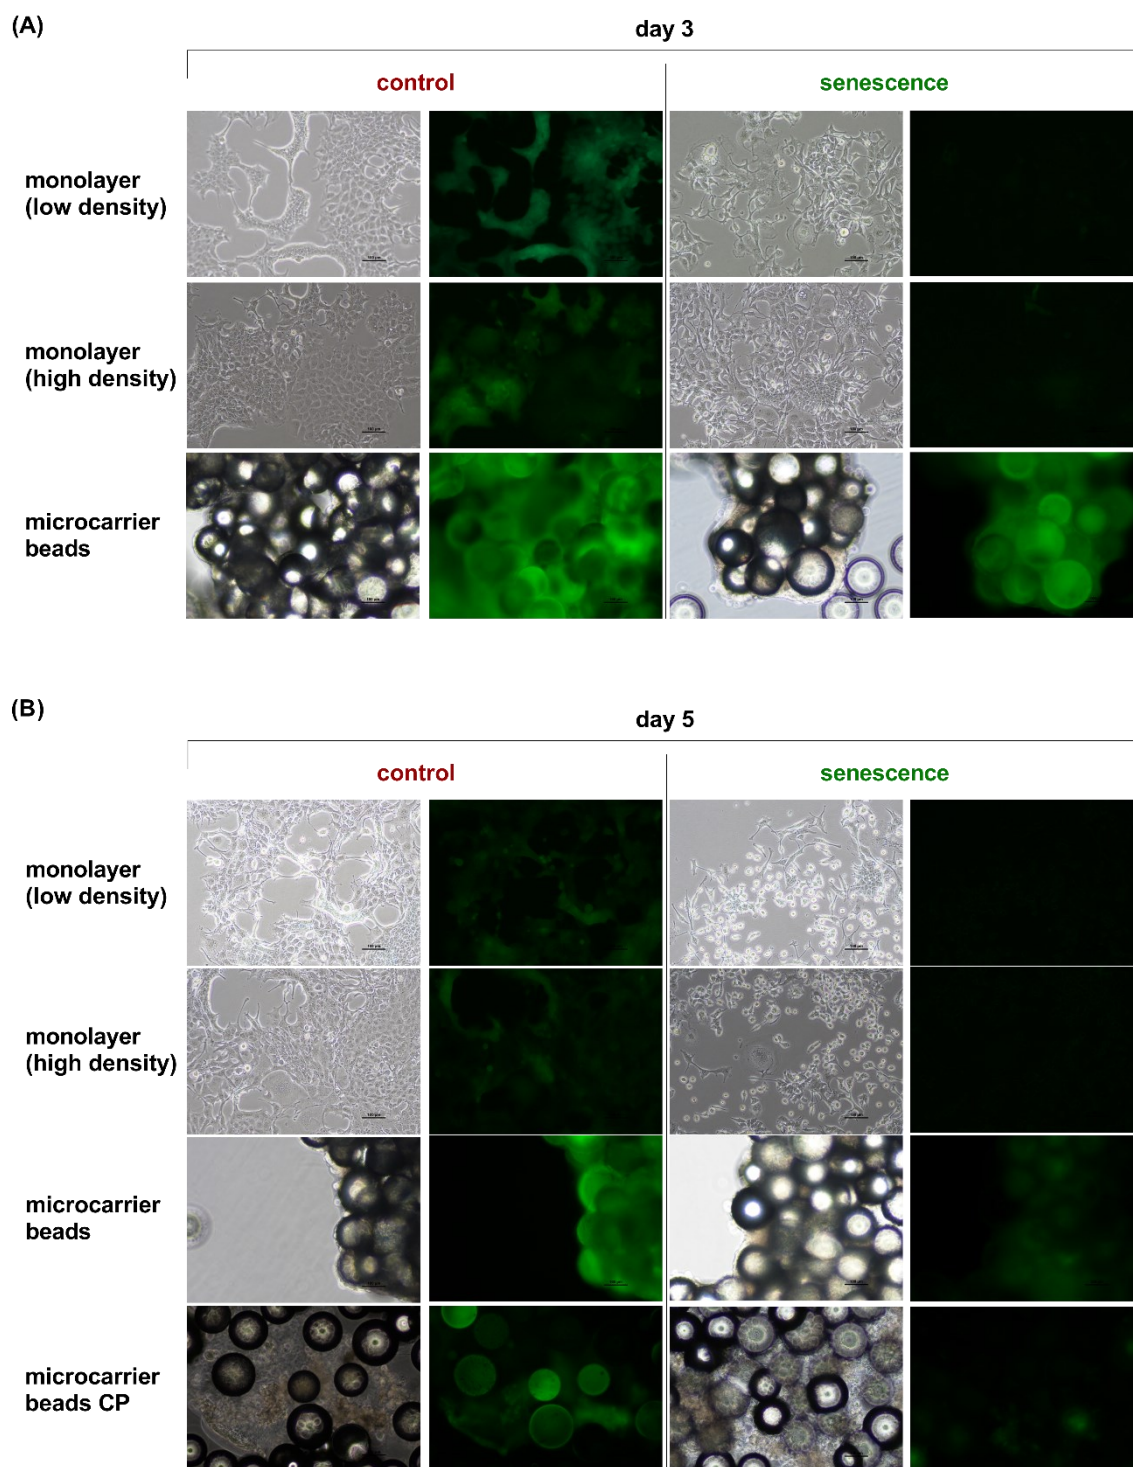 (A)
day 3
control
senescence
monolayer
(low density)
monolayer
(high density)
microcarrier
beads
(B)
day 5
control
senescence
monolayer
(low density)
monolayer
(high density)
microcarrier
beads
microcarrier
beads CP